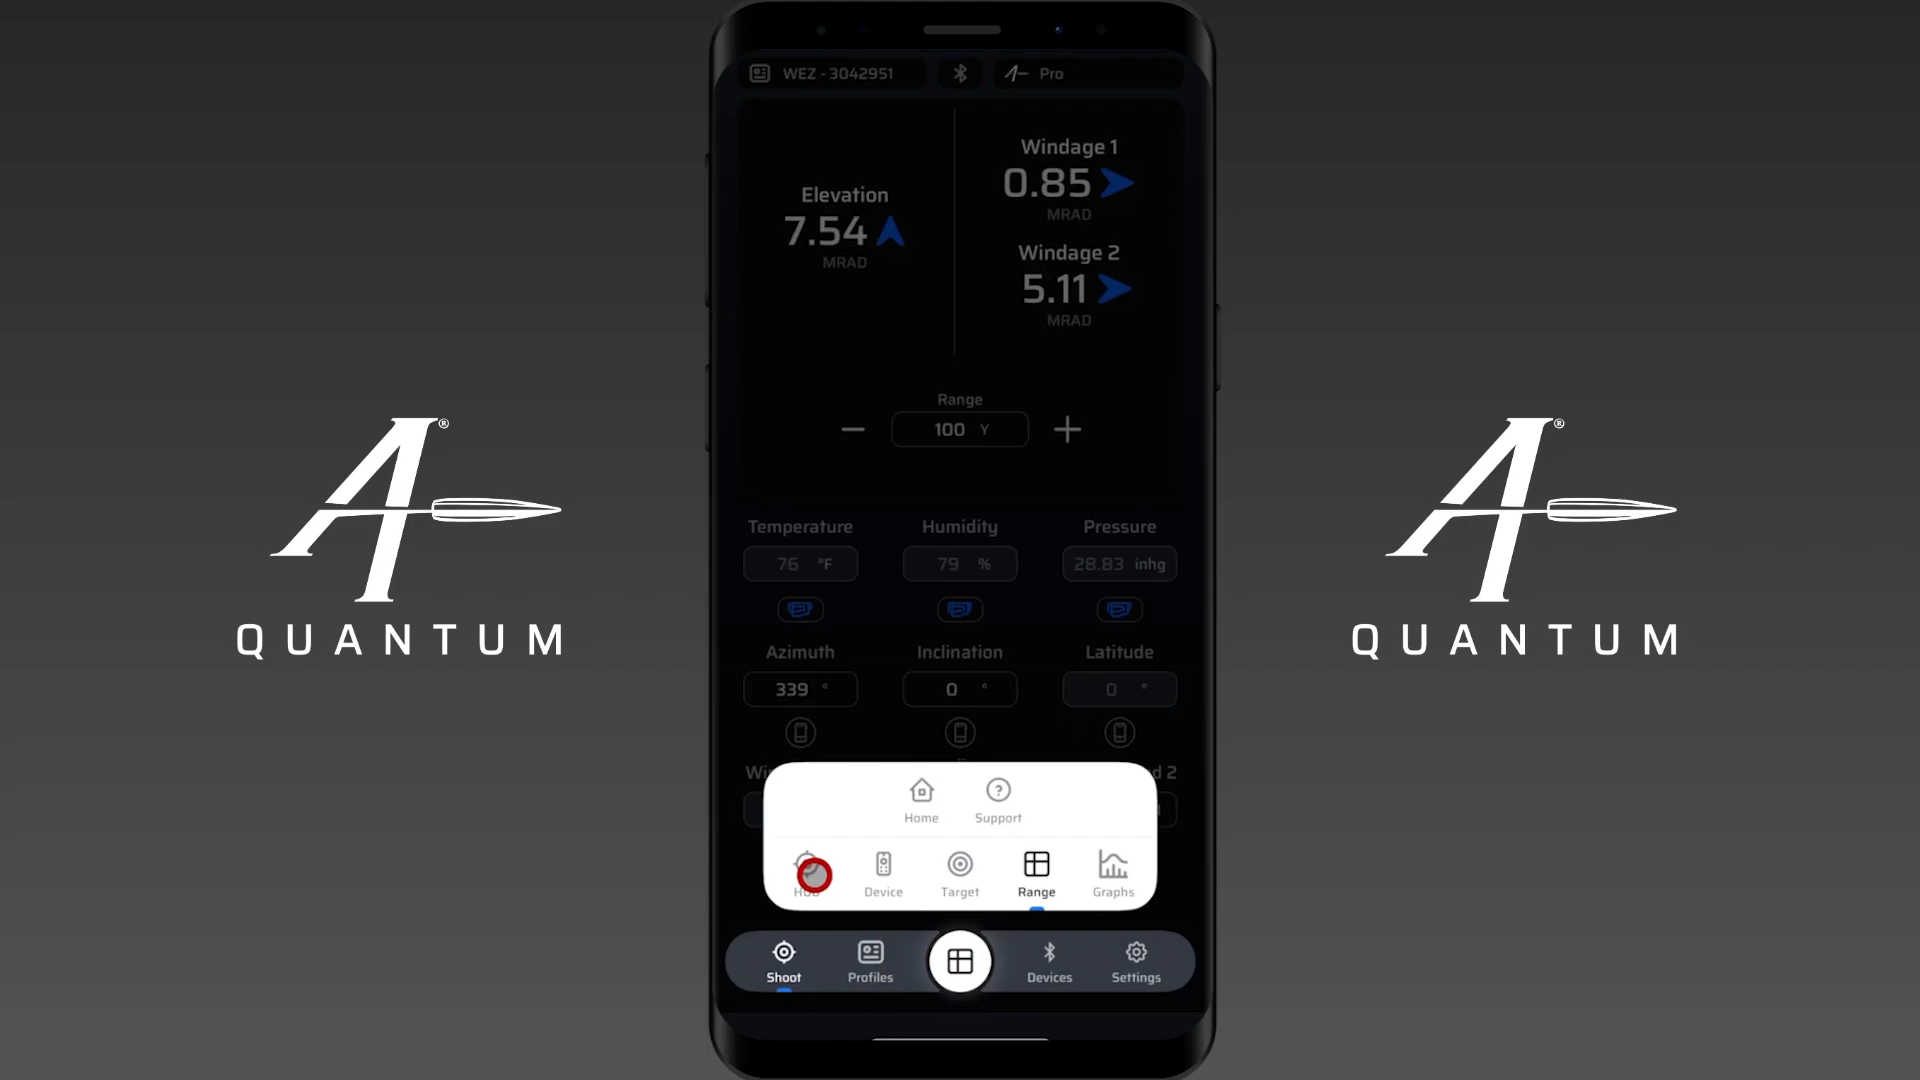 WEZ - 3042951
Pro
Elevation
7.54
MRAD
Windage 1
0.85
MRAD
Windage 2
5.11
MRAD
Range
100 Y
Temperature Humidity Pressure
76 °F 79 % 28.83 inhg
Azimuth Inclination Latitude
339 ° 0 ° 0 °
d 2
Home Support
Device Target Range Graphs
Shoot Profiles Devices Settings
®
QUANTUM
®
QUANTUM